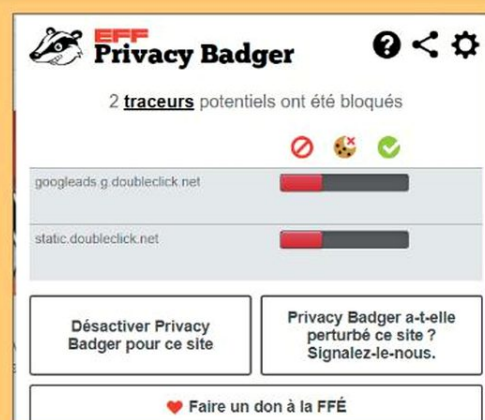 EFF
Privacy Badger
2 traceurs potentiels ont été bloqués
googleads.g.doubleclick.net
static.doubleclick.net
Désactiver Privacy
Badger pour ce site
Privacy Badger a-t-elle
perturbé ce site ?
Signalez-le-nous.
Faire un don à la FFÉ